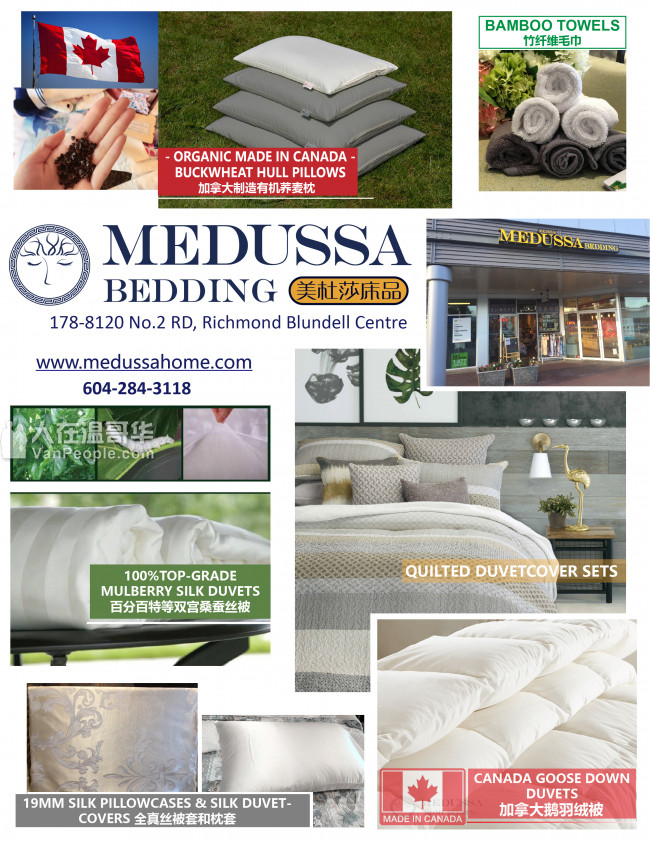 BAMBOO TOWELS
竹纤维毛巾
- ORGANIC MADE IN CANADA -
BUCKWHEAT HULL PILLOWS
加拿大制造有机荞麦枕
MEDUSSA
BEDDING 美杜莎床品
178-8120 No.2 RD, Richmond Blundell Centre
MEDUSSA BEDDING
www.medussahome.com
604-284-3118
人在温哥华
VanPeople.com
100%TOP-GRADE
MULBERRY SILK DUVETS
百分百特等双宫桑蚕丝被
QUILTED DUVETCOVER SETS
19MM SILK PILLOWCASES & SILK DUVET-
COVERS 全真丝被套和枕套
MEDUSSA
MADE IN CANADA
CANADA GOOSE DOWN
DUVETS
加拿大鹅羽绒被